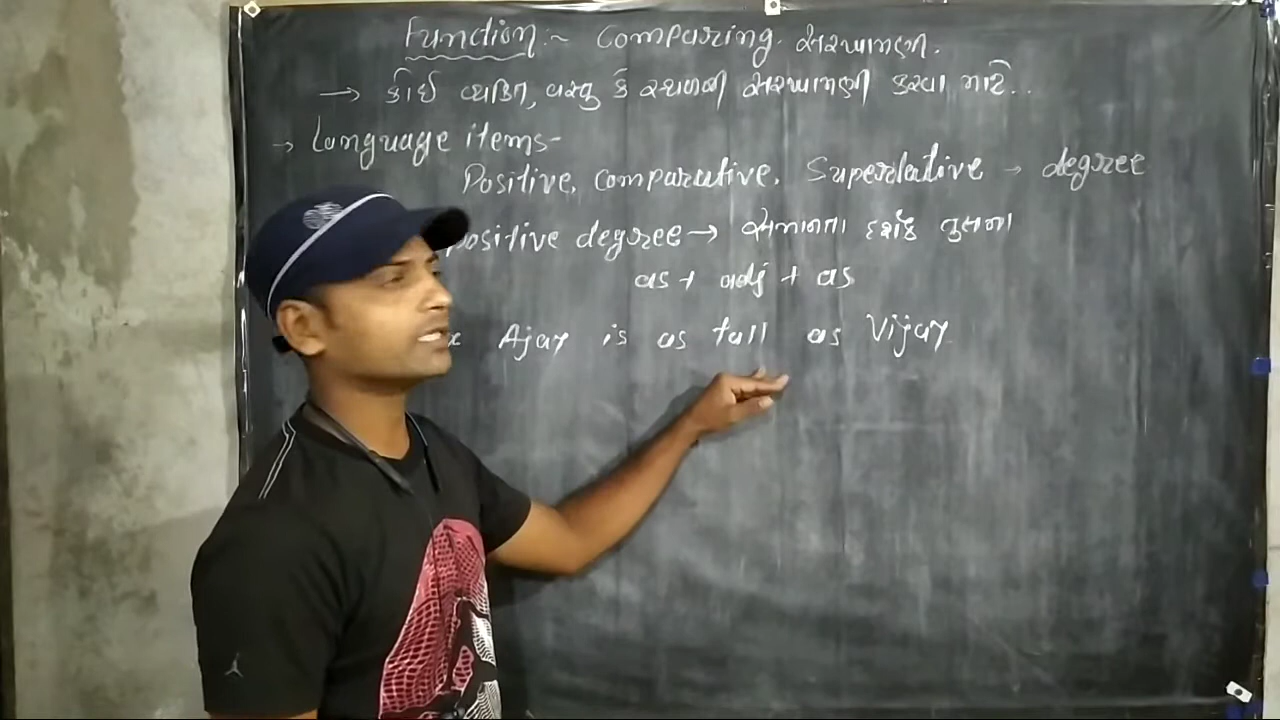 Function :- Comparing. સરખામણી.
→ કોઈ વ્યક્તિ, વસ્તુ કે સ્થળની સરખામણી કરવા માટે..
→ Language items-
Positive, comparative, Superlative → degree
positive degree → સમાનતા દર્શાવે તુલના
as + adj + as
Ajay is as tall as Vijay.